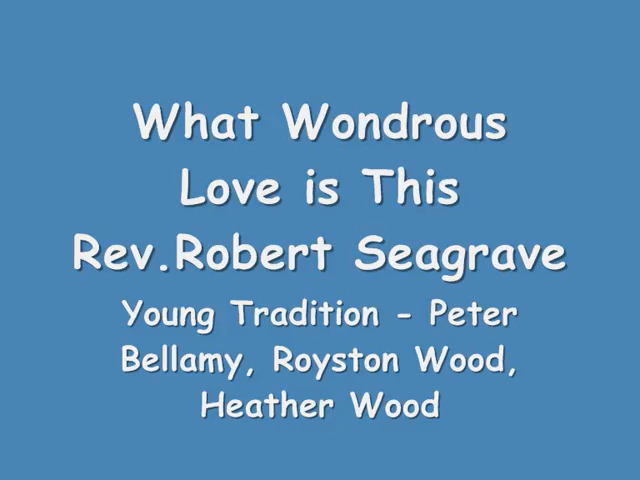 What Wondrous
Love is This
Rev.Robert Seagrave
Young Tradition - Peter
Bellamy, Royston Wood,
Heather Wood